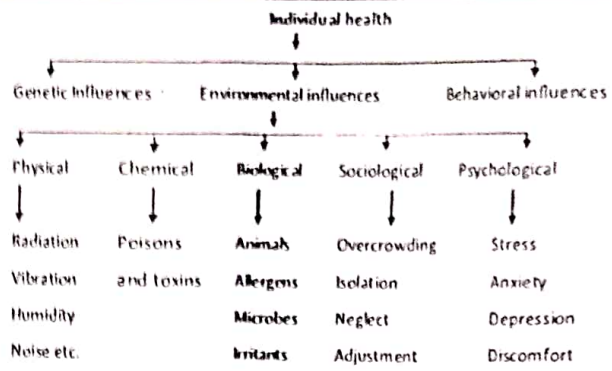 Individual health
Genetic Influences Environmental influences Behavioral influences
Physical Chemical Biological Sociological Psychological
Radiation Poisons Animals Overcrowding Stress
Vibration and toxins Allergens Isolation Anxiety
Humidity Microbes Neglect Depression
Noise etc. Irritants Adjustment Discomfort